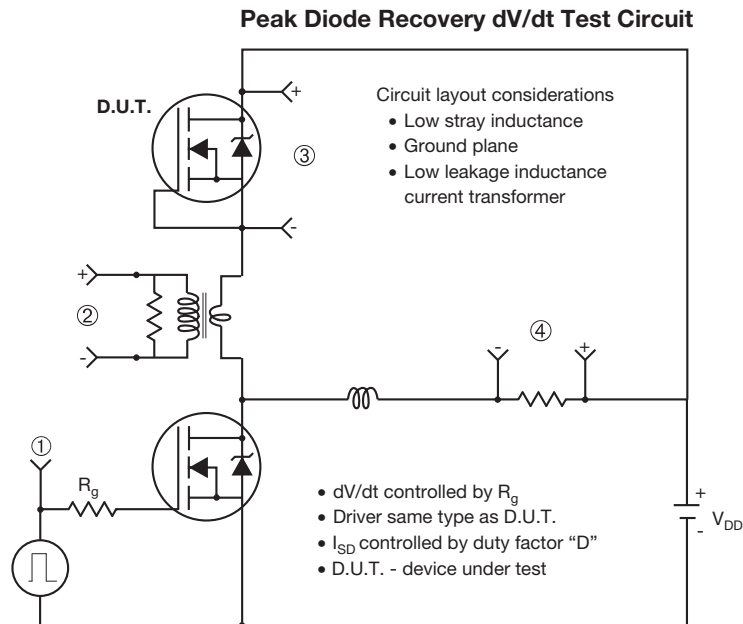 Peak Diode Recovery dV/dt Test Circuit
D.U.T.
+
-
③
Circuit layout considerations
• Low stray inductance
• Ground plane
• Low leakage inductance
current transformer
+
②
-
④
-
+
①
Rg
• dV/dt controlled by Rg
• Driver same type as D.U.T.
• ISD controlled by duty factor “D”
• D.U.T. - device under test
+
-
VDD